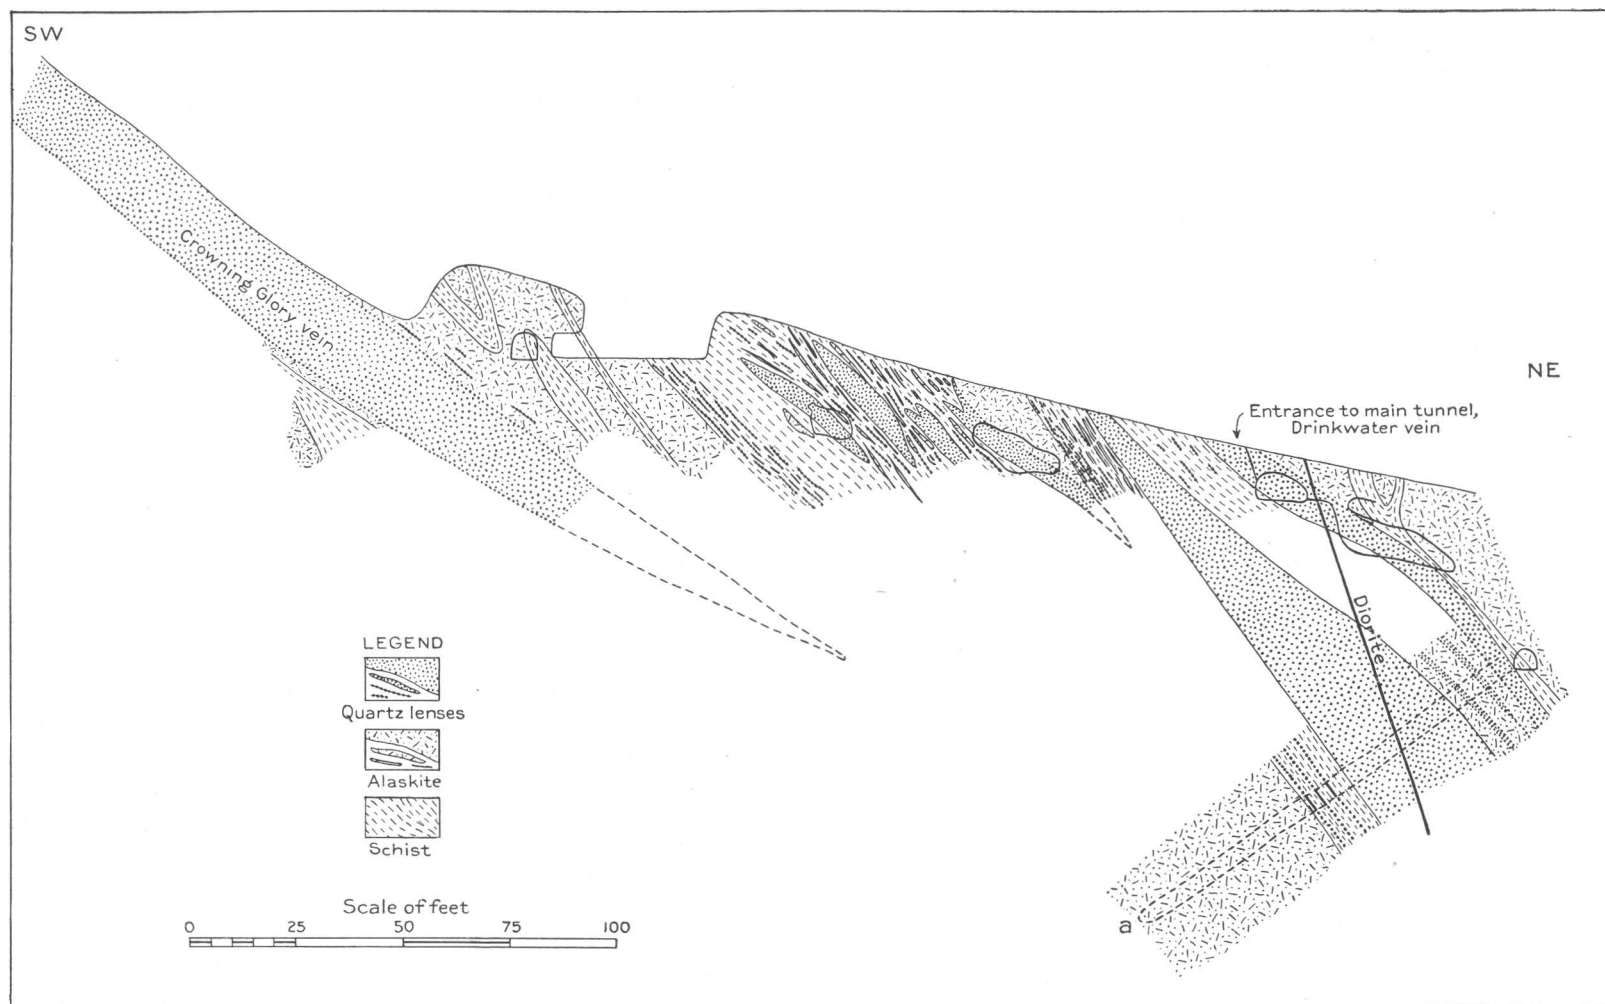 SW
Crowning Glory vein
NE
Entrance to main tunnel,
Drinkwater vein
Diorite
LEGEND
Quartz lenses
Alaskite
Schist
a
Scale of feet
0 25 50 75 100